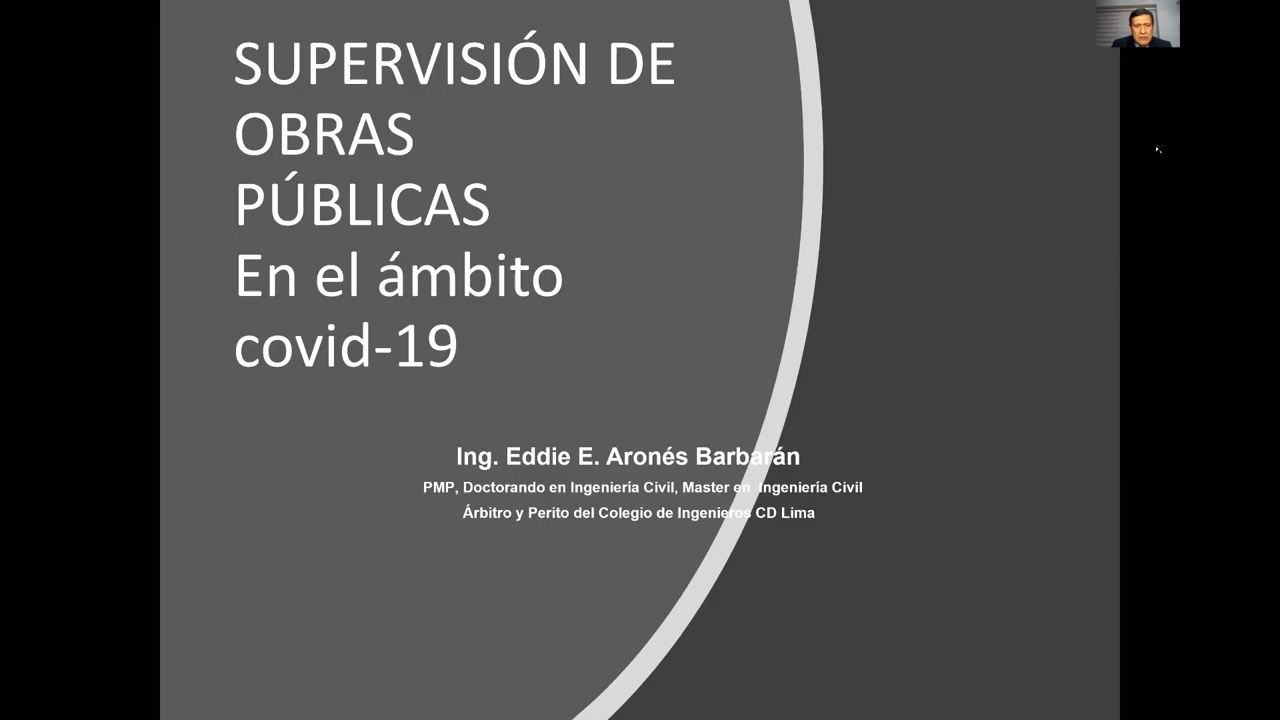 SUPERVISIÓN DE
OBRAS
PÚBLICAS
En el ámbito
covid-19
Ing. Eddie E. Aronés Barbarán
PMP, Doctorando en Ingeniería Civil, Master en Ingeniería Civil
Árbitro y Perito del Colegio de Ingenieros CD Lima